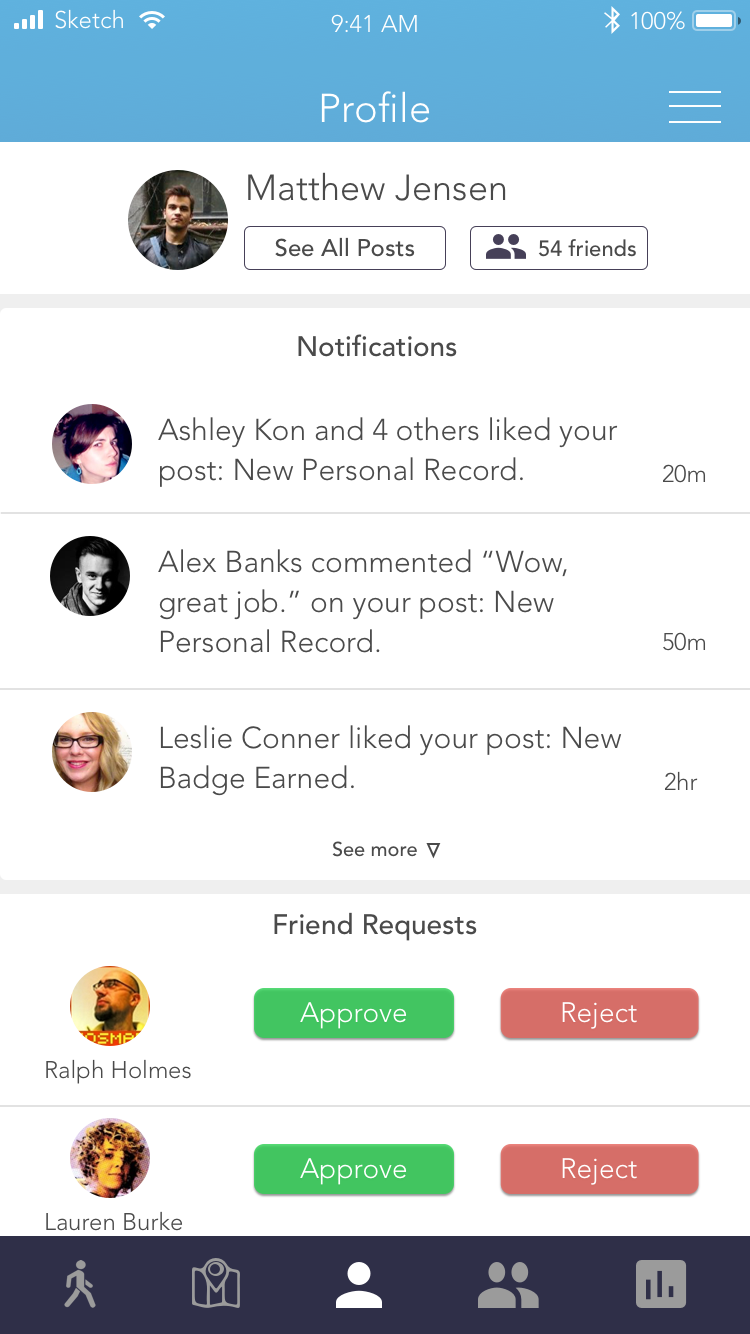 Sketch 9:41 AM 100%
Profile
Matthew Jensen
See All Posts 54 friends
Notifications
Ashley Kon and 4 others liked your
post: New Personal Record.
20m
Alex Banks commented “Wow,
great job.” on your post: New
Personal Record.
50m
Leslie Conner liked your post: New
Badge Earned.
2hr
See more
Friend Requests
Approve Reject
Ralph Holmes
Approve Reject
Lauren Burke